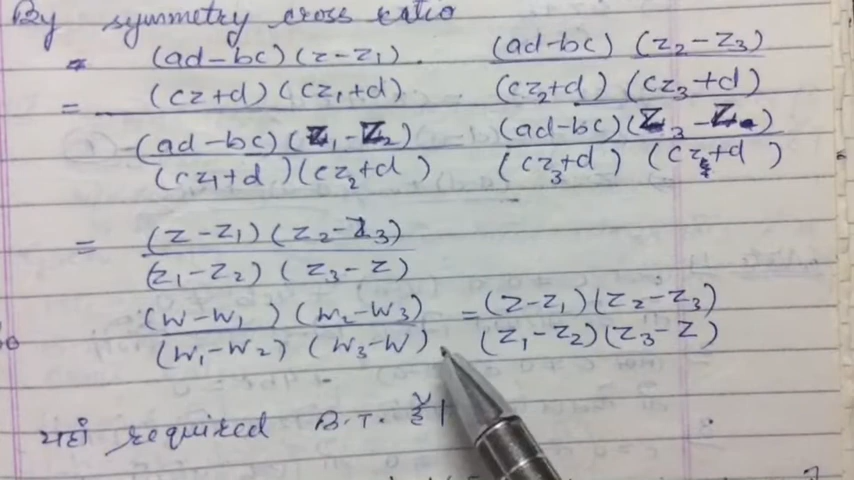 By symmetry cross ratio
= (ad-bc)(z-z₁) . (ad-bc) (z₂-z₃)
= (cz+d)(cz₁+d) (cz₂+d) (cz₃+d)
(ad-bc)(z₁-z₂) (ad-bc)(z₃-z)
(cz₁+d)(cz₂+d) (cz₃+d) (cz+d)
= (z-z₁)(z₂-z₃)
(z₁-z₂) (z₃-z)
(w-w₁) (w₂-w₃) = (z-z₁)(z₂-z₃)
(w₁-w₂) (w₃-w) (z₁-z₂)(z₃-z)
यही required B.T. है।